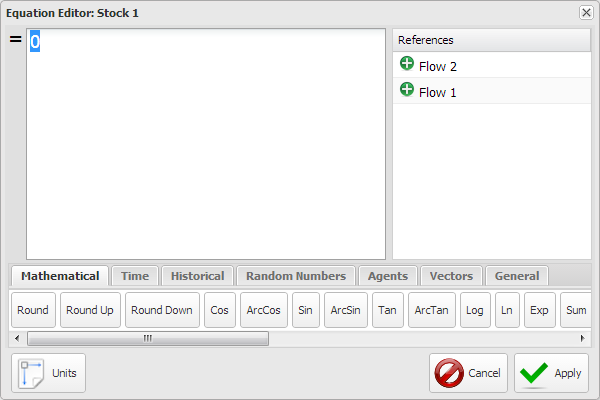 Equation Editor: Stock 1
= 0
References
Flow 2
Flow 1
Mathematical Time Historical Random Numbers Agents Vectors General
Round Round Up Round Down Cos ArcCos Sin ArcSin Tan ArcTan Log Ln Exp Sum
Units Cancel Apply